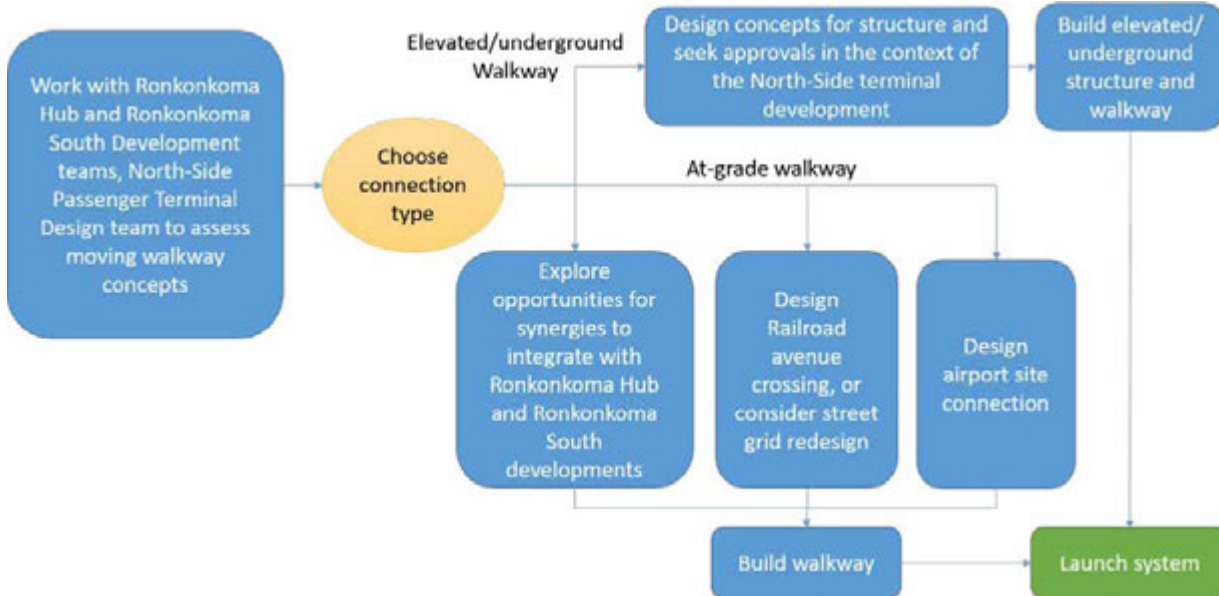 Work with Ronkonkoma
Hub and Ronkonkoma
South Development
teams, North-Side
Passenger Terminal
Design team to assess
moving walkway
concepts
Choose
connection
type
Elevated/underground
Walkway
Design concepts for structure and
seek approvals in the context of
the North-Side terminal
development
Build elevated/
underground
structure and
walkway
At-grade walkway
Explore
opportunities for
synergies to
integrate with
Ronkonkoma Hub
and Ronkonkoma
South
developments
Design
Railroad
avenue
crossing, or
consider street
grid redesign
Design
airport site
connection
Build walkway
Launch system